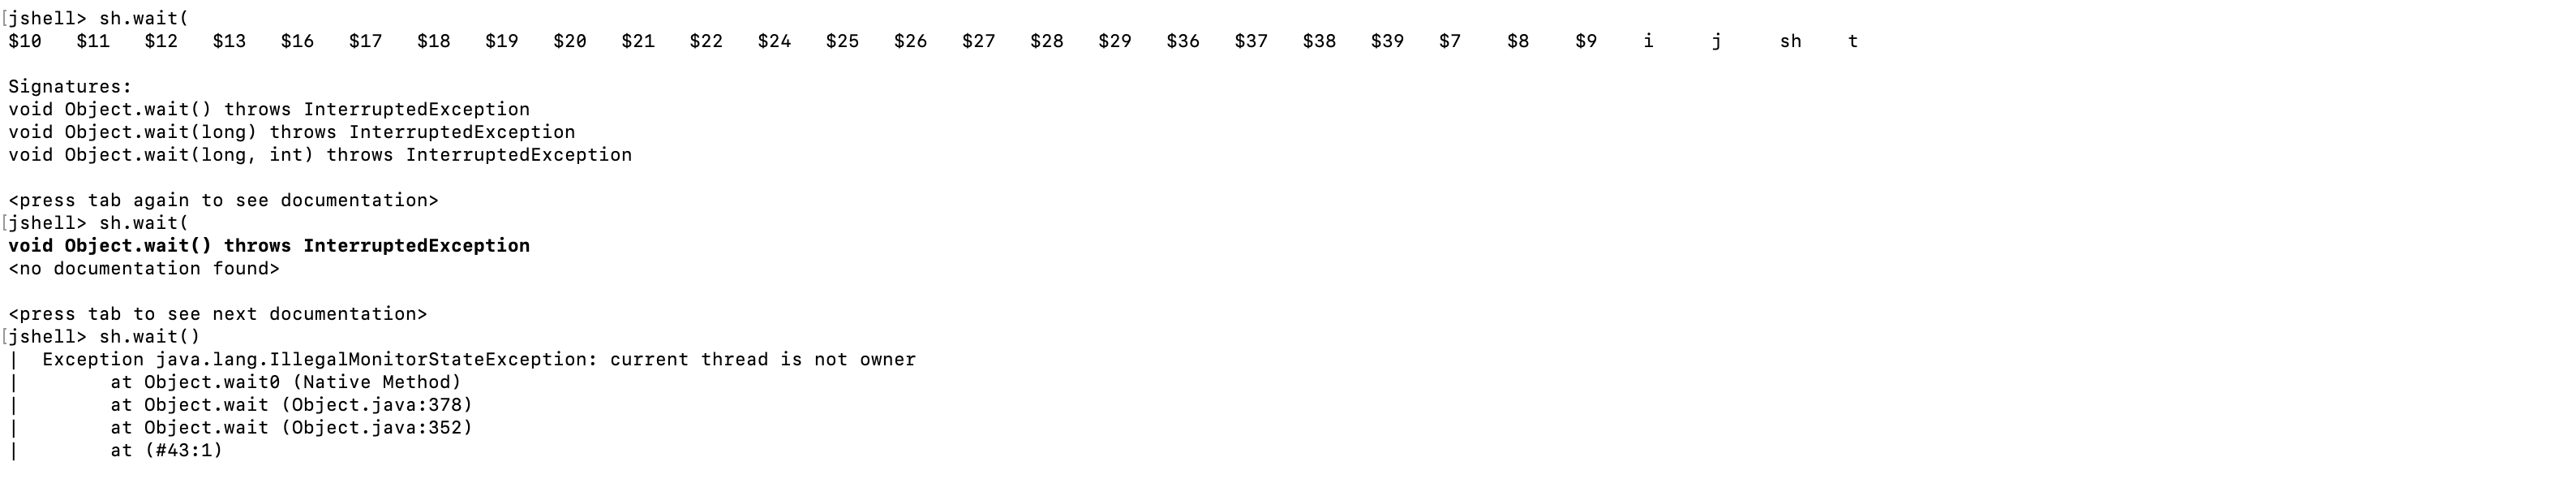 [jshell> sh.wait(
$10   $11   $12   $13   $16   $17   $18   $19   $20   $21   $22   $24   $25   $26   $27   $28   $29   $36   $37   $38   $39   $7    $8    $9    i     j     sh    t
Signatures:
void Object.wait() throws InterruptedException
void Object.wait(long) throws InterruptedException
void Object.wait(long, int) throws InterruptedException
<press tab again to see documentation>
[jshell> sh.wait(
void Object.wait() throws InterruptedException
<no documentation found>
<press tab to see next documentation>
[jshell> sh.wait()
|  Exception java.lang.IllegalMonitorStateException: current thread is not owner
|        at Object.wait0 (Native Method)
|        at Object.wait (Object.java:378)
|        at Object.wait (Object.java:352)
|        at (#43:1)